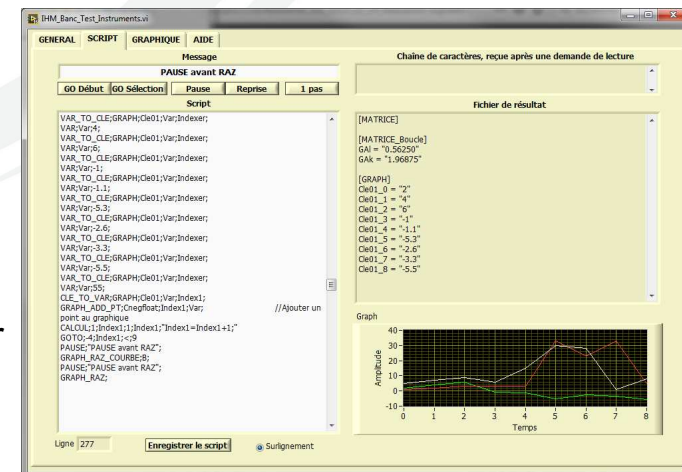 IHM_Banc_Test_Instruments.vi
GENERAL SCRIPT GRAPHIQUE AIDE
Message
PAUSE avant RAZ
GO Début GO Sélection Pause Reprise 1 pas
Script
VAR_TO_CLE;GRAPH;Cle01;Var;Indexer;
VAR;Var;4;
VAR_TO_CLE;GRAPH;Cle01;Var;Indexer;
VAR;Var;6;
VAR_TO_CLE;GRAPH;Cle01;Var;Indexer;
VAR;Var;-1;
VAR_TO_CLE;GRAPH;Cle01;Var;Indexer;
VAR;Var;-1.1;
VAR_TO_CLE;GRAPH;Cle01;Var;Indexer;
VAR;Var;-5.3;
VAR_TO_CLE;GRAPH;Cle01;Var;Indexer;
VAR;Var;-2.6;
VAR_TO_CLE;GRAPH;Cle01;Var;Indexer;
VAR;Var;-3.3;
VAR_TO_CLE;GRAPH;Cle01;Var;Indexer;
VAR;Var;-5.5;
VAR_TO_CLE;GRAPH;Cle01;Var;Indexer;
VAR;Var;55;
CLE_TO_VAR;GRAPH;Cle01;Var;Index1;
GRAPH_ADD_PT;Cnegfloat;Index1;Var; //Ajouter un
point au graphique
CALCUL;1;Index1;1;Index1;"Index1=Index1+1;"
GOTO;-4;Index1;<;9
PAUSE;"PAUSE avant RAZ";
GRAPH_RAZ_COURBE;B;
PAUSE;"PAUSE avant RAZ";
GRAPH_RAZ;
Ligne 277
Enregistrer le script
Surlignement
Chaîne de caractères, reçue après une demande de lecture
Fichier de résultat
[MATRICE]
[MATRICE_Boucle]
GAl = "0.56250"
GAk = "1.96875"
[GRAPH]
Cle01_0 = "2"
Cle01_1 = "4"
Cle01_2 = "6"
Cle01_3 = "-1"
Cle01_4 = "-1.1"
Cle01_5 = "-5.3"
Cle01_6 = "-2.6"
Cle01_7 = "-3.3"
Cle01_8 = "-5.5"
Graph
40
30
20
10
0
-10
Amplitude
0 1 2 3 4 5 6 7 8
Temps